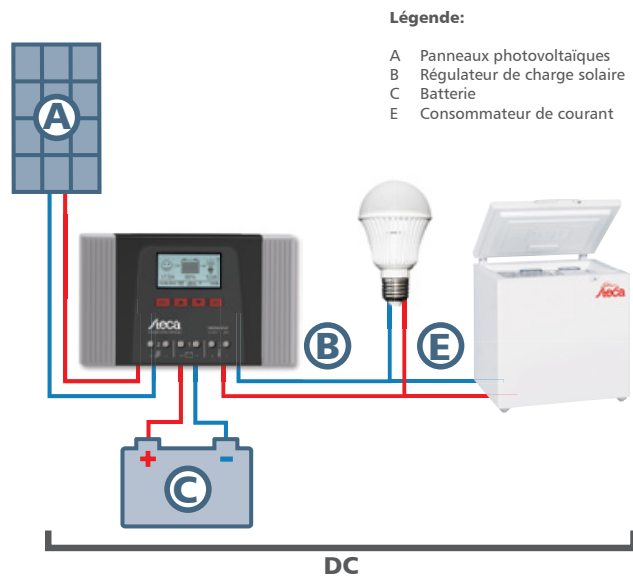 Légende:
A Panneaux photovoltaïques
B Régulateur de charge solaire
C Batterie
E Consommateur de courant
A
Steca
Steca
B
E
+
-
C
DC